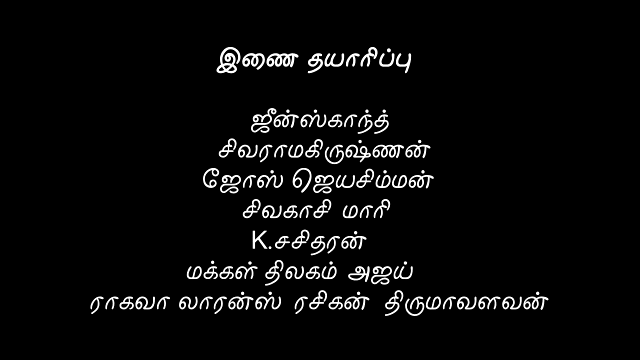 இணை தயாரிப்பு
ஜீன்ஸ்காந்த்
சிவராமகிருஷ்ணன்
ஜோஸ் ஜெயசிம்மன்
சிவகாசி மாரி
K.சசிதரன்
மக்கள் திலகம் அஜய்
ராகவா லாரன்ஸ் ரசிகன் திருமாவளவன்